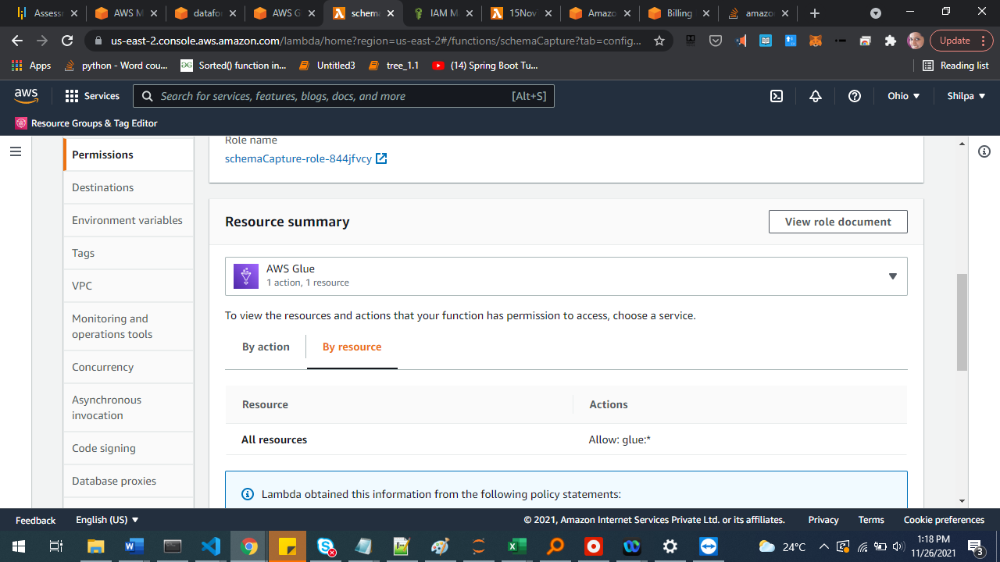 Assessm
AWS M
datafor
AWS G
schema
IAM M
15Nov
Amazo
Billing
amazon
us-east-2.console.aws.amazon.com/lambda/home?region=us-east-2#/functions/schemaCapture?tab=config...
Update
Apps
python - Word cou...
Sorted() function in...
Untitled3
tree_1.1
(14) Spring Boot Tu...
Reading list
aws
Services
Search for services, features, blogs, docs, and more
[Alt+S]
Ohio
Shilpa
Resource Groups & Tag Editor
Permissions
Destinations
Environment variables
Tags
VPC
Monitoring and
operations tools
Concurrency
Asynchronous
invocation
Code signing
Database proxies
Role name
schemaCapture-role-844jfvcy
Resource summary
View role document
AWS Glue
1 action, 1 resource
To view the resources and actions that your function has permission to access, choose a service.
By action
By resource
Resource
Actions
All resources
Allow: glue:*
Lambda obtained this information from the following policy statements:
Feedback
English (US)
© 2021, Amazon Internet Services Private Ltd. or its affiliates.
Privacy
Terms
Cookie preferences
24°C
1:18 PM
11/26/2021
3